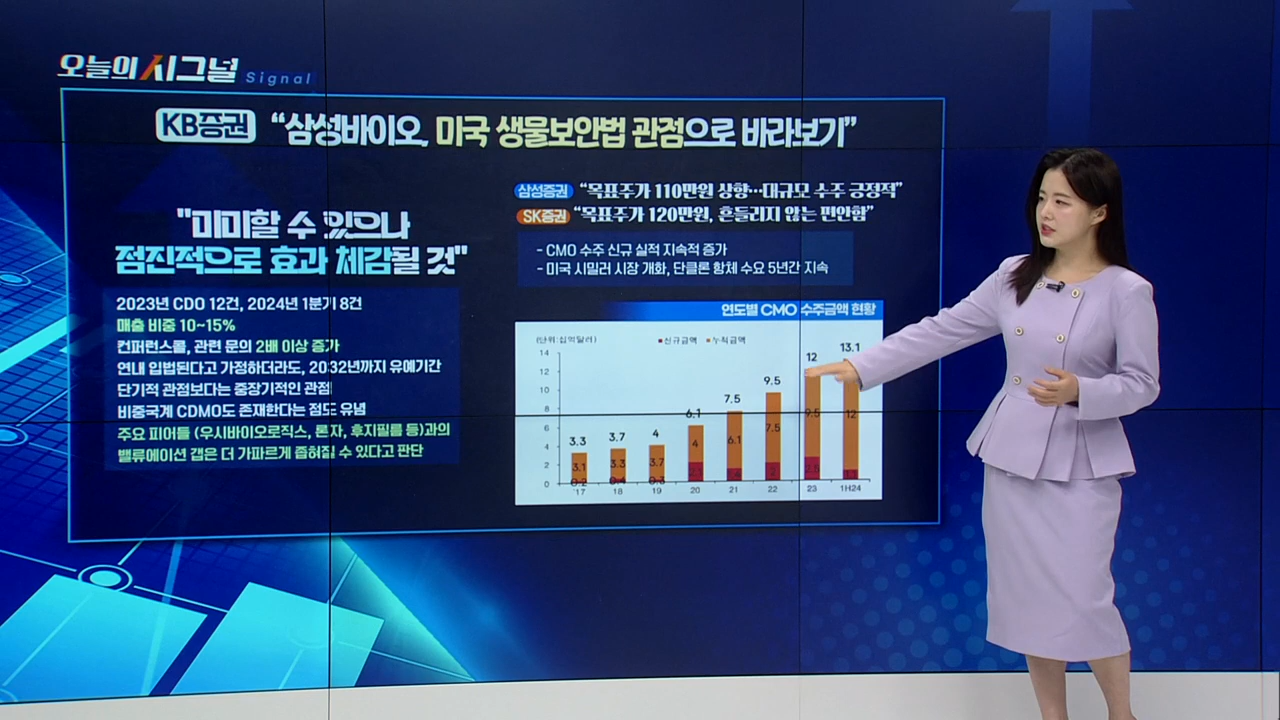 오늘의 시그널 Signal
KB증권 “삼성바이오, 미국 생물보안법 관점으로 바라보기”
"미미할 수 있으나
점진적으로 효과 체감될 것"
2023년 CDO 12건, 2024년 1분기 8건
매출 비중 10~15%
컨퍼런스콜, 관련 문의 2배 이상 증가
연내 입법된다고 가정하더라도, 2032년까지 유예기간
단기적 관점보다는 중장기적인 관점
비중국계 CDMO도 존재한다는 점도 유념
주요 피어들 (우시바이오로직스, 론자, 후지필름 등)과의
밸류에이션 갭은 더 가파르게 좁혀질 수 있다고 판단
삼성증권 “목표주가 110만원 상향…대규모 수주 긍정적”
SK증권 “목표주가 120만원, 흔들리지 않는 편안함”
- CMO 수주 신규 실적 지속적 증가
- 미국 시밀러 시장 개화, 단클론 항체 수요 5년간 지속
연도별 CMO 수주금액 현황
(단위:십억달러) 신규금액 누적금액
14
12
10
8
6
4
2
0
3.3 3.7 4 6.1 7.5 9.5 12 13.1
3.1 3.3 3.7 4 6.1 7.5 9.5 12
0.2 0.4 0.3 2.5
'17 18 19 20 21 22 23 1H24